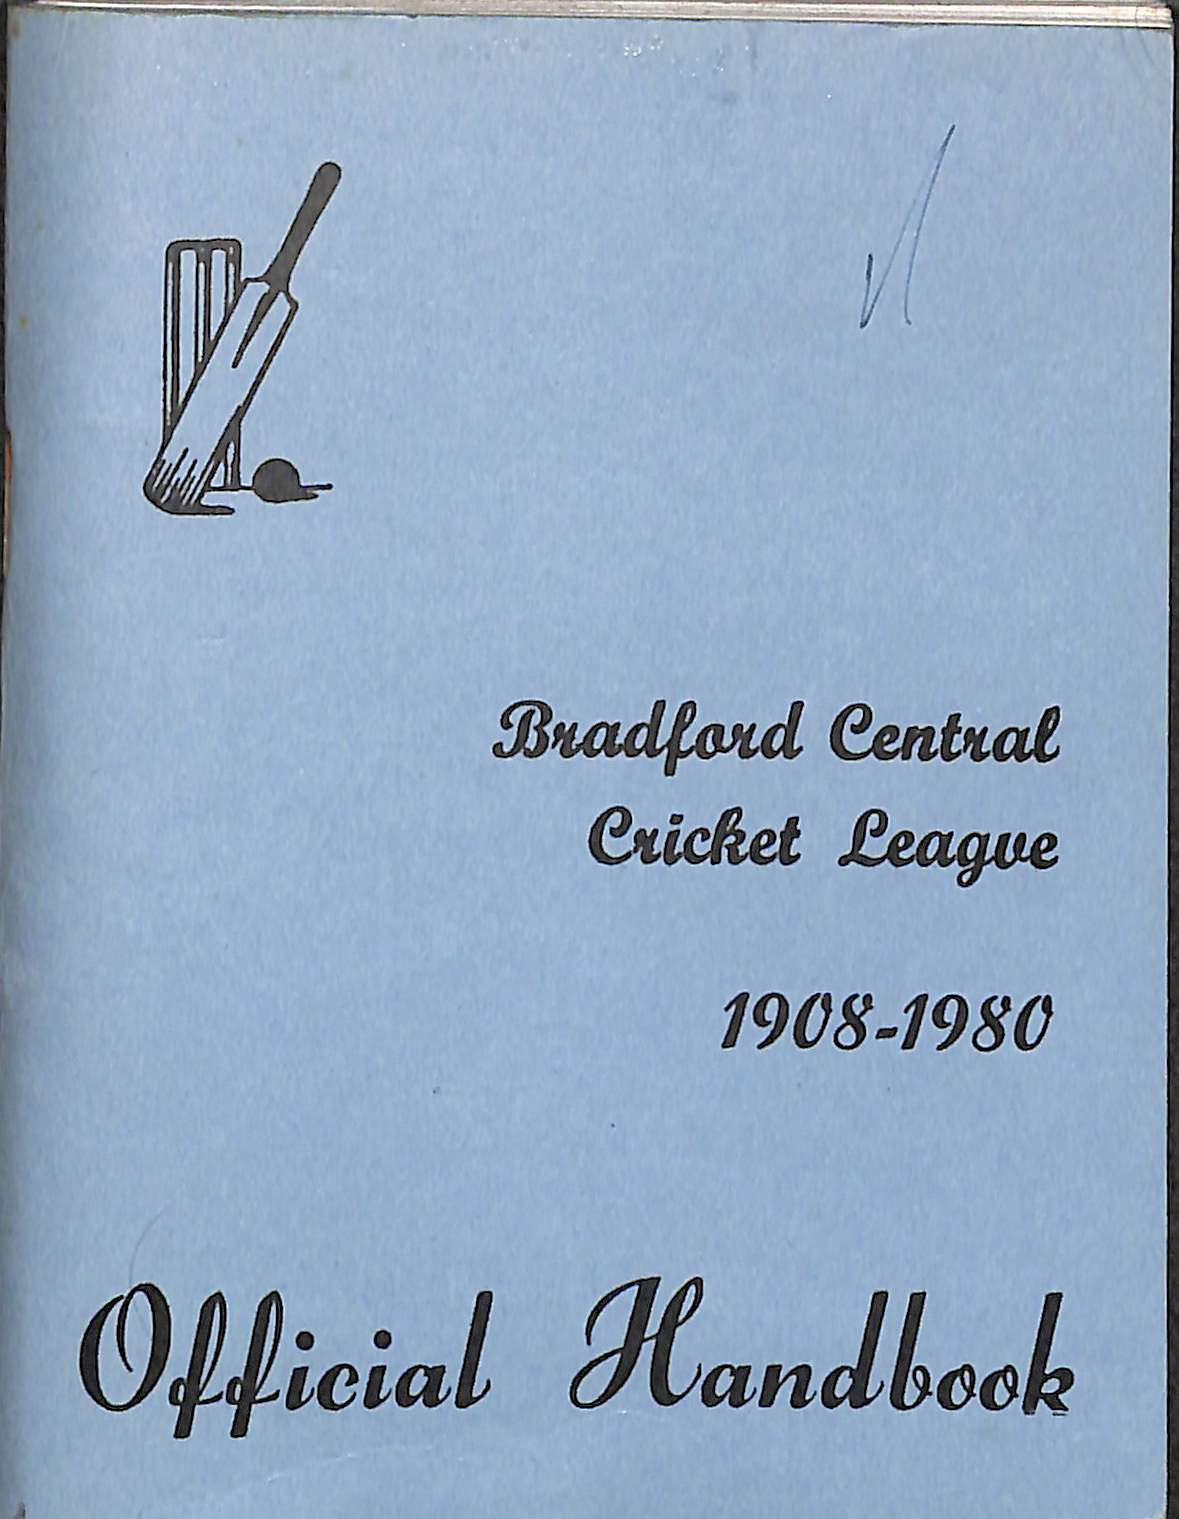 Bradford Central
Cricket League
1908-1980
Official Handbook